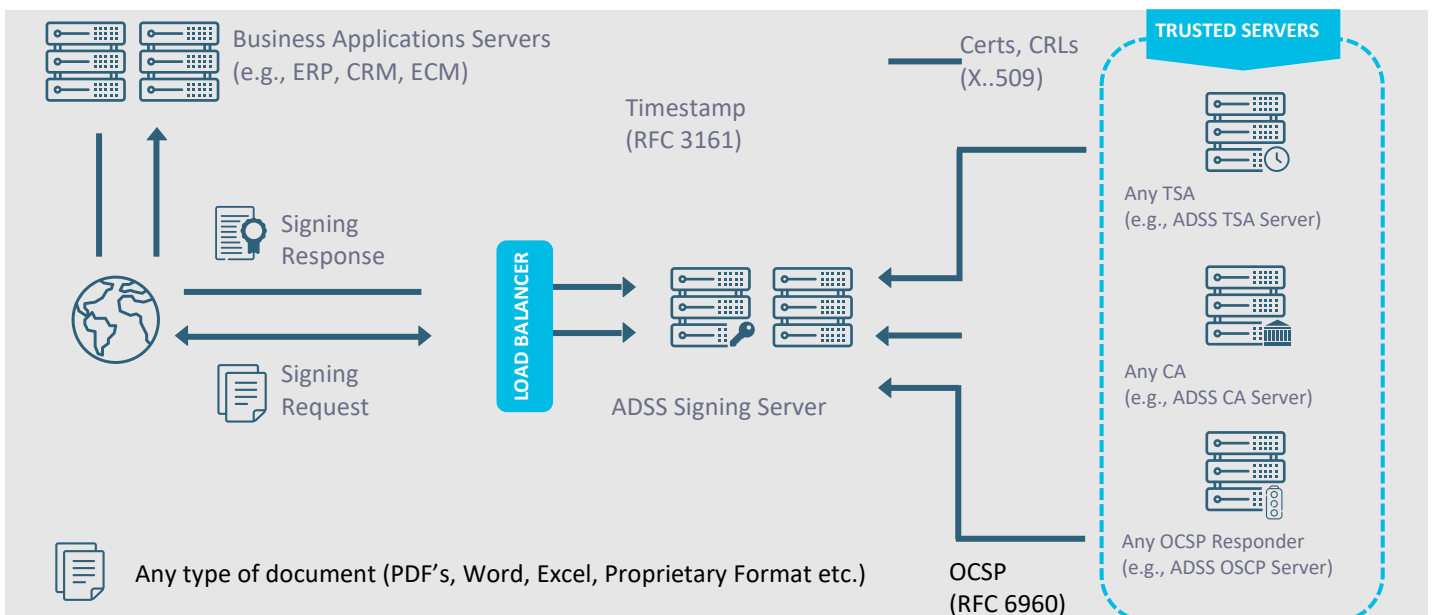 Business Applications Servers
(e.g., ERP, CRM, ECM)
Certs, CRLs
(X..509)
TRUSTED SERVERS
Timestamp
(RFC 3161)
Any TSA
(e.g., ADSS TSA Server)
Signing
Response
LOAD BALANCER
Signing
Request
ADSS Signing Server
Any CA
(e.g., ADSS CA Server)
Any OCSP Responder
(e.g., ADSS OSCP Server)
Any type of document (PDF's, Word, Excel, Proprietary Format etc.)
OCSP
(RFC 6960)